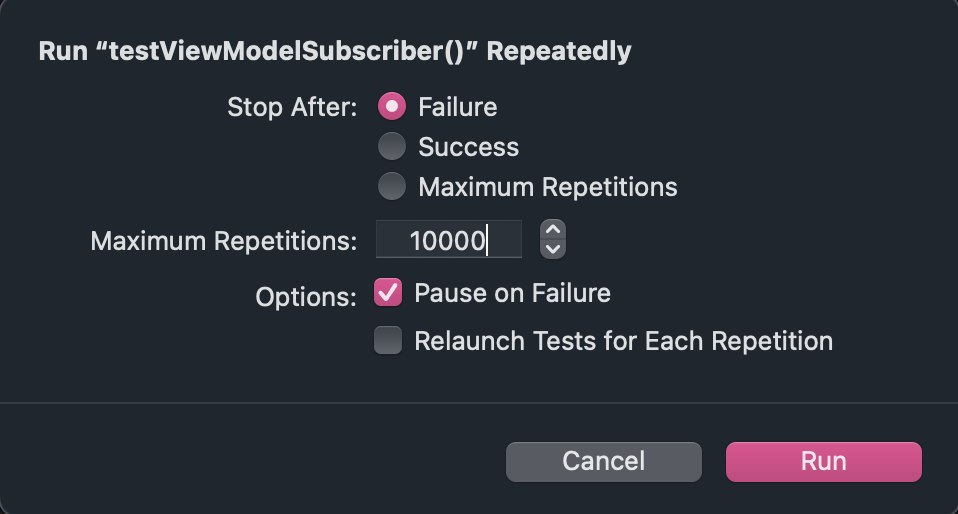 Run “testViewModelSubscriber()” Repeatedly
Stop After: Failure
Success
Maximum Repetitions
Maximum Repetitions: 10000
Options: Pause on Failure
Relaunch Tests for Each Repetition
Cancel Run